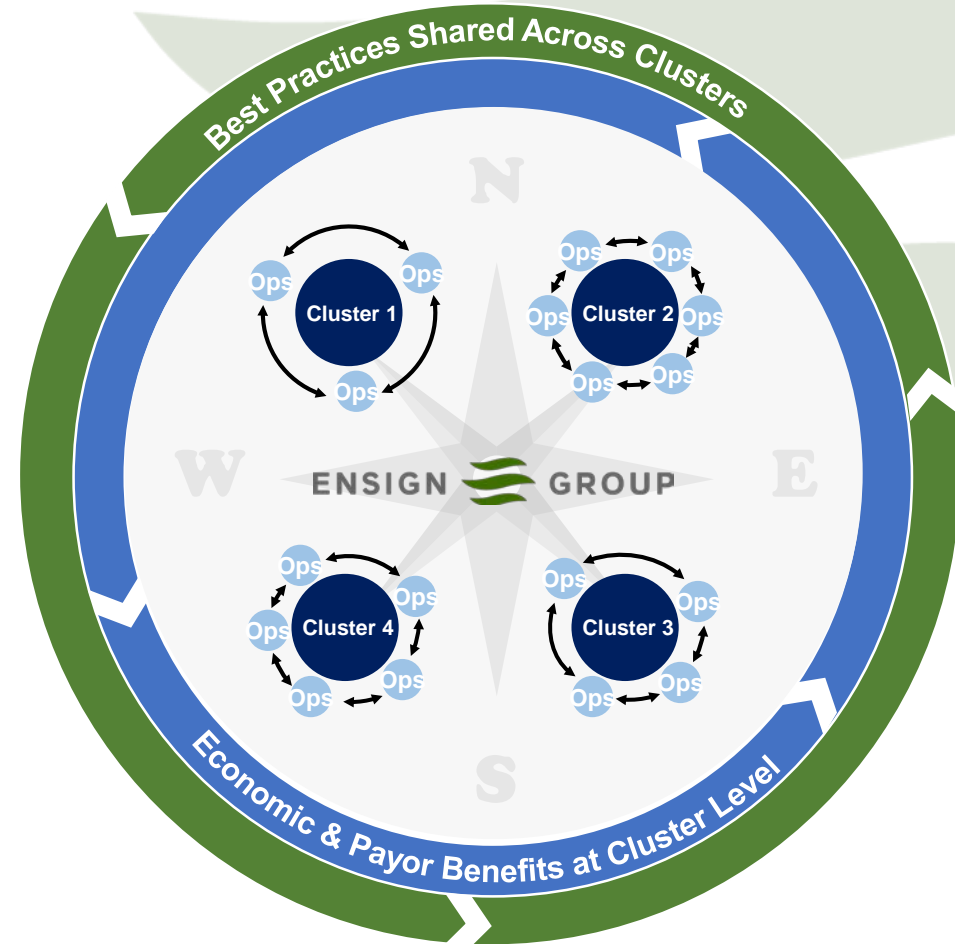 Best Practices Shared Across Clusters
N
Ops
Ops
Cluster 1
Ops
Ops
Ops
Ops
Cluster 2
Ops
Ops
Ops
W
ENSIGN GROUP
E
Ops
Ops
Ops
Cluster 4
Ops
Ops
Ops
Ops
Cluster 3
Ops
Ops
S
Economic & Payor Benefits at Cluster Level